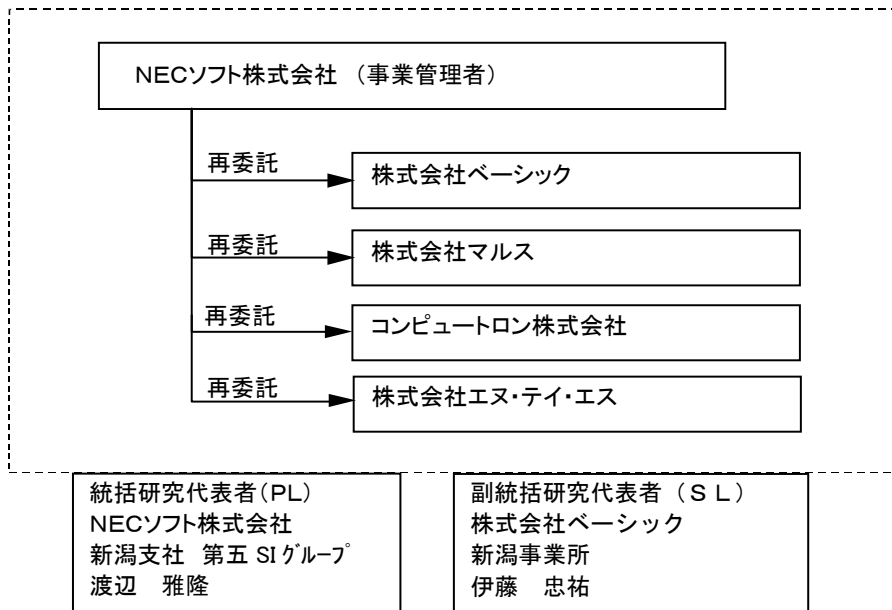 NECソフト株式会社 (事業管理者)
再委託
株式会社ベーシック
再委託
株式会社マルス
再委託
コンピュートロン株式会社
再委託
株式会社エヌ・テイ・エス
統括研究代表者(PL)
NECソフト株式会社
新潟支社 第五 SIグループ
渡辺 雅隆
副統括研究代表者 (SL)
株式会社ベーシック
新潟事業所
伊藤 忠祐